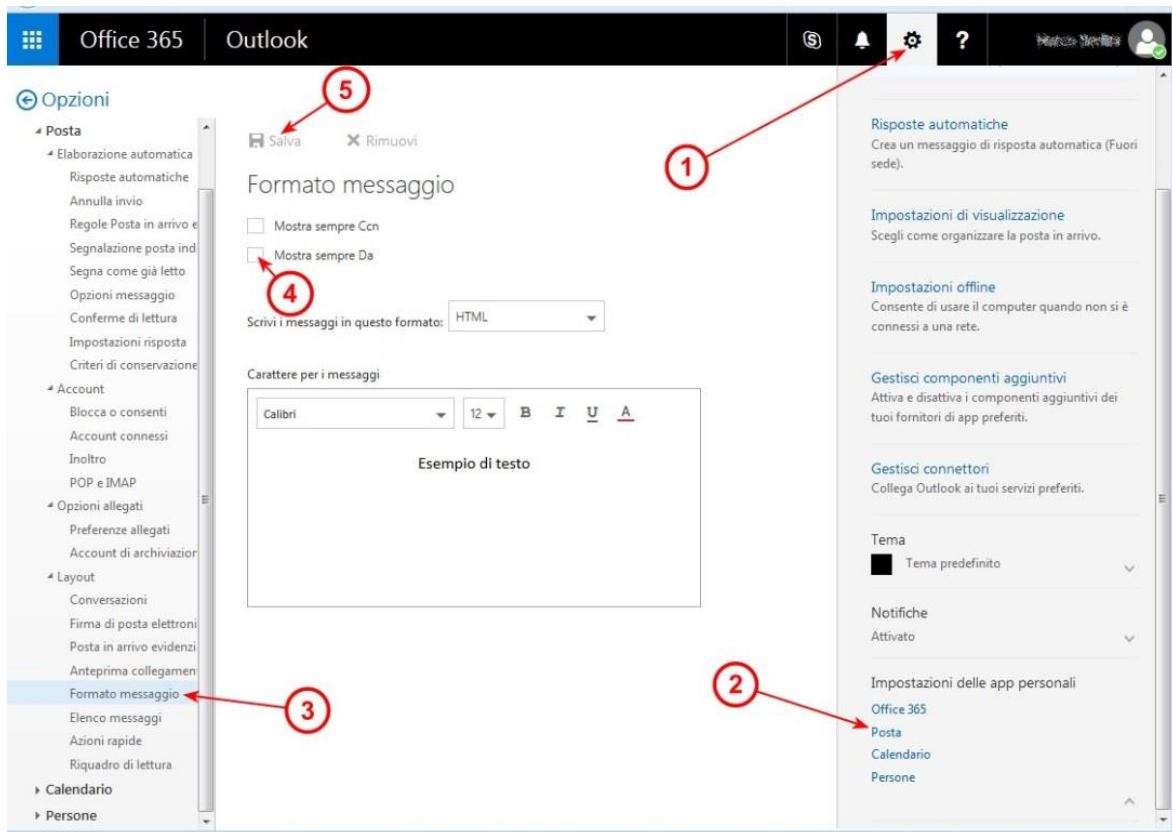 Office 365
Outlook
?
Opzioni
Posta
Elaborazione automatica
Risposte automatiche
Annulla invio
Regole Posta in arrivo e
Segnalazione posta ind
Segna come già letto
Opzioni messaggio
Conferme di lettura
Impostazioni risposta
Criteri di conservazione
Account
Blocca o consenti
Account connessi
Inoltro
POP e IMAP
Opzioni allegati
Preferenze allegati
Account di archiviazion
Layout
Conversazioni
Firma di posta elettroni
Posta in arrivo evidenzi
Anteprima collegamen
Formato messaggio
Elenco messaggi
Azioni rapide
Riquadro di lettura
Calendario
Persone
5
Salva
Rimuovi
Formato messaggio
Mostra sempre Ccn
Mostra sempre Da
4
Scrivi i messaggi in questo formato: HTML
Carattere per i messaggi
Calibri 12 B I U A
Esempio di testo
3
1
2
Risposte automatiche
Crea un messaggio di risposta automatica (Fuori
sede).
Impostazioni di visualizzazione
Scegli come organizzare la posta in arrivo.
Impostazioni offline
Consente di usare il computer quando non si è
connessi a una rete.
Gestisci componenti aggiuntivi
Attiva e disattiva i componenti aggiuntivi dei
tuoi fornitori di app preferiti.
Gestisci connettori
Collega Outlook ai tuoi servizi preferiti.
Tema
Tema predefinito
Notifiche
Attivato
Impostazioni delle app personali
Office 365
Posta
Calendario
Persone